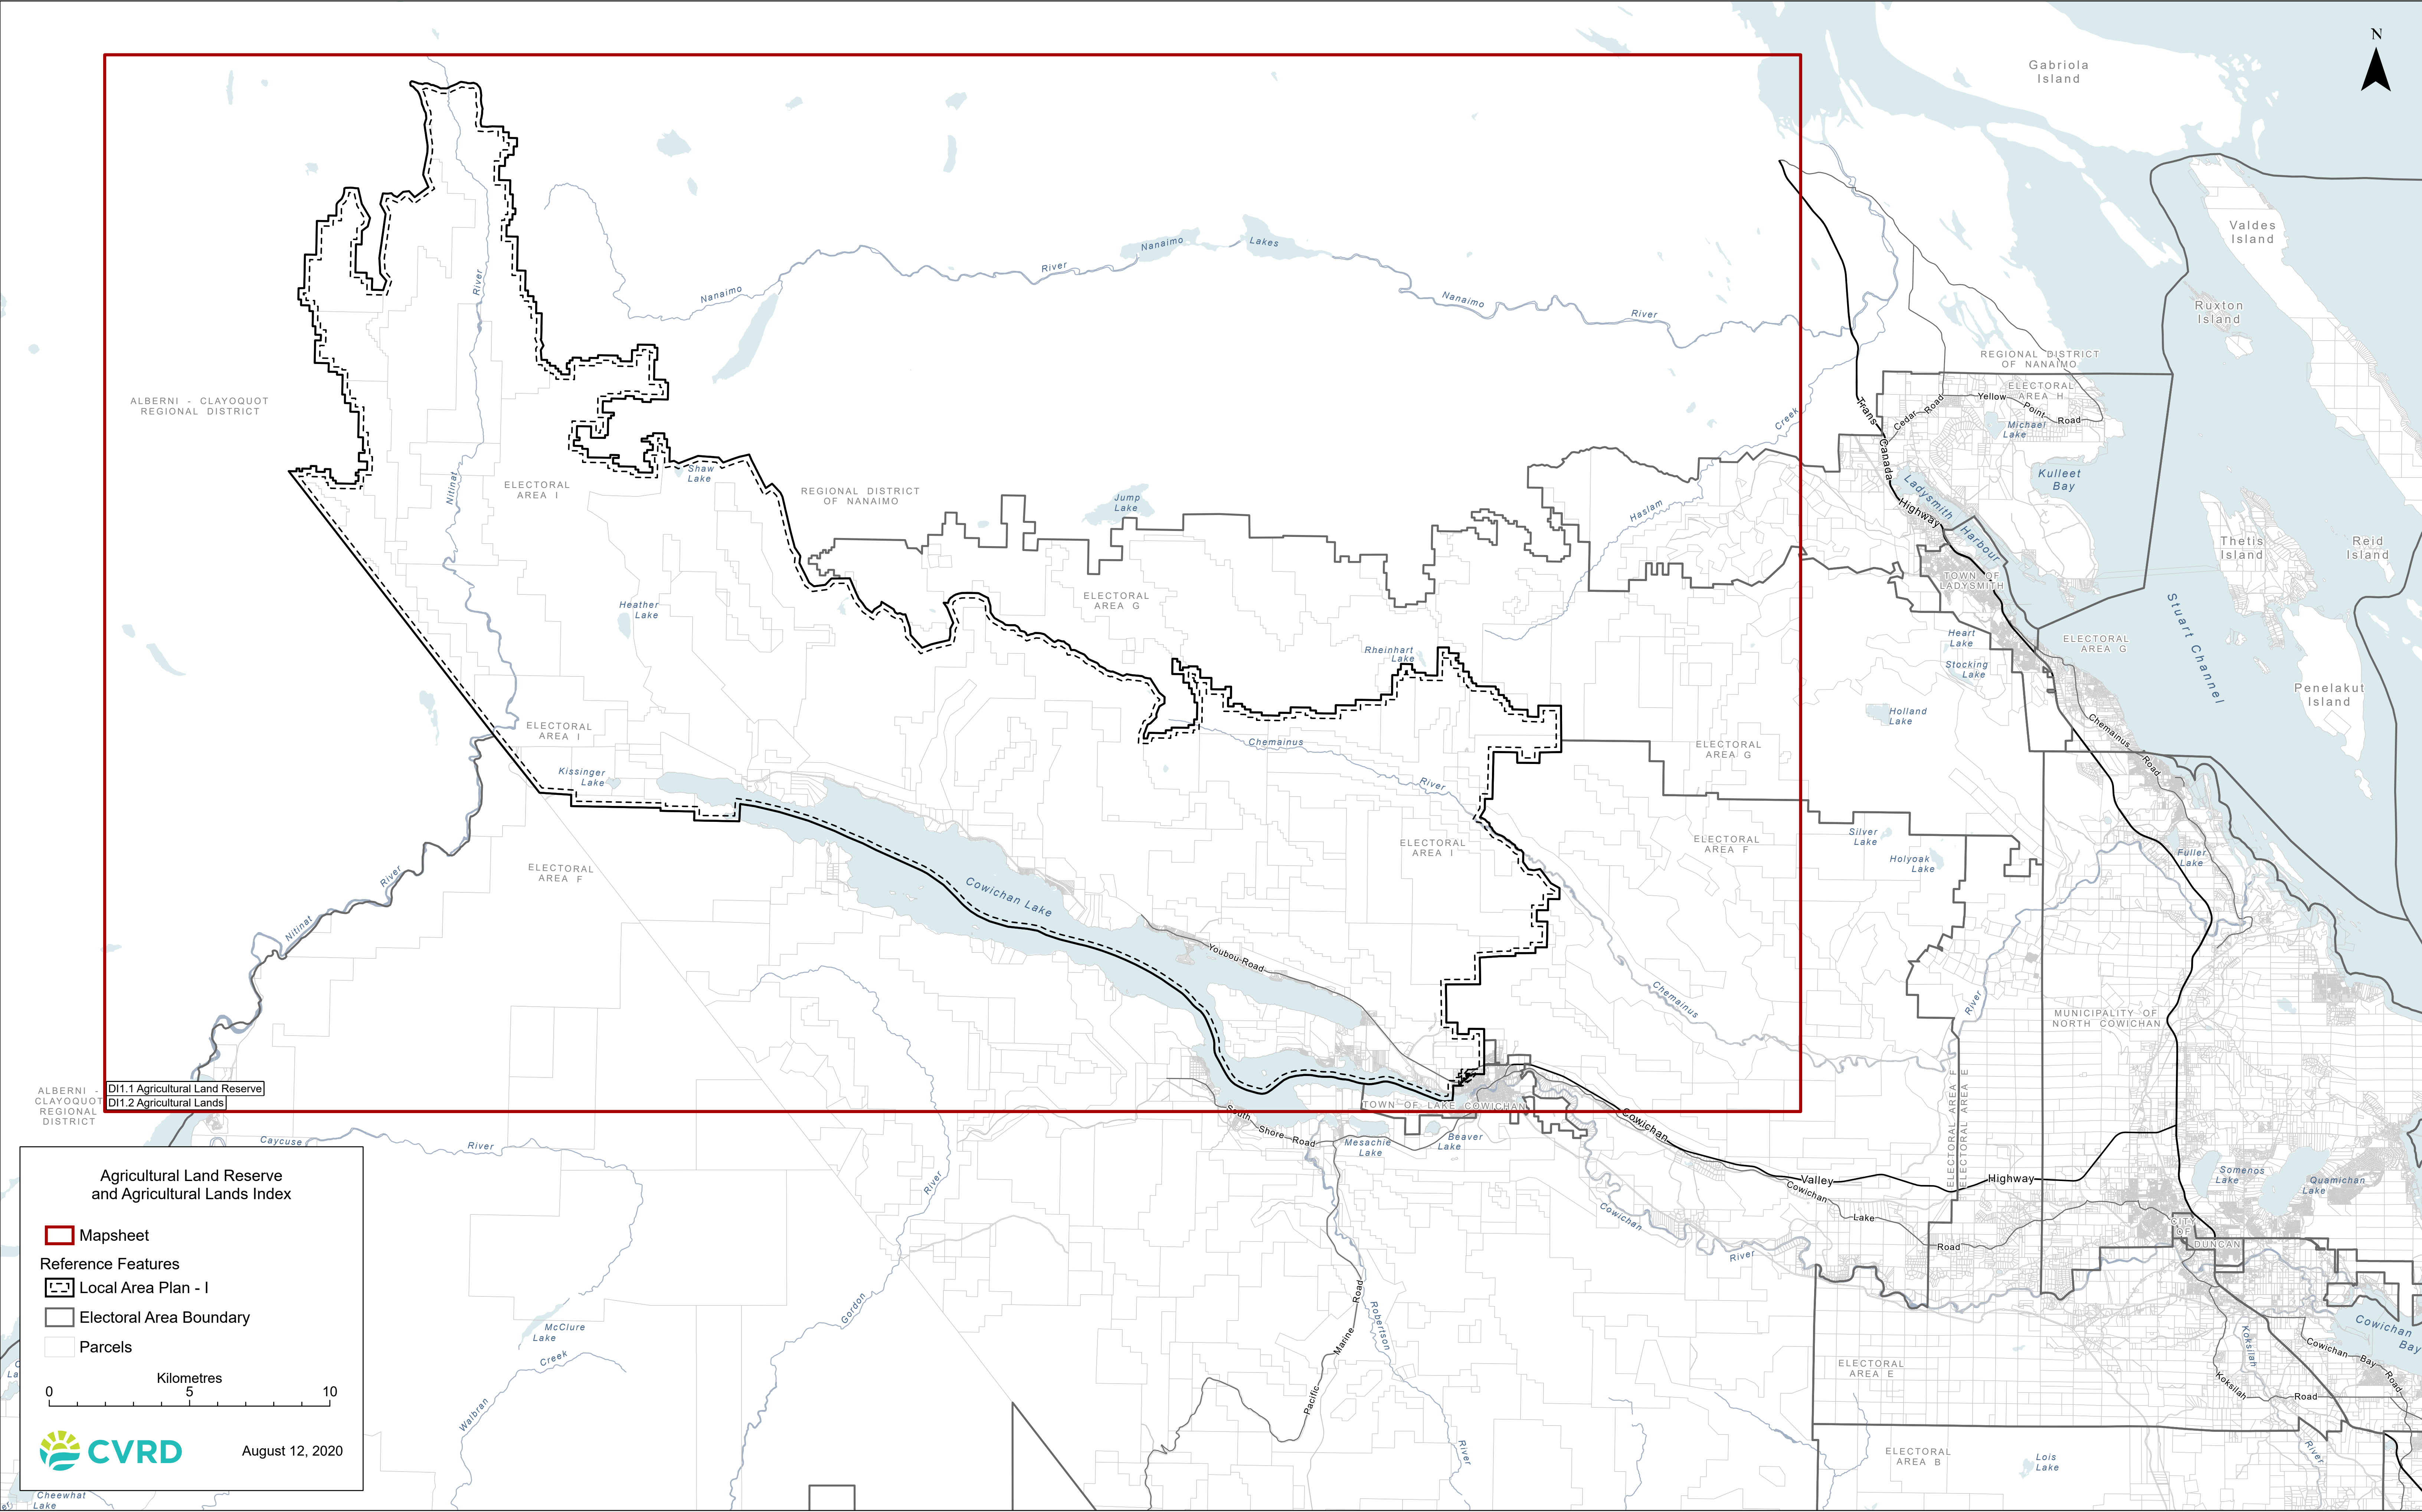 N
Gabriola
Island
Valdes
Island
Nanaimo
Lakes
River
Nanaimo
River
Nanaimo
River
Ruxton
Island
REGIONAL DISTRICT
OF NANAIMO
ELECTORAL
AREA H
ALBERNI - CLAYOQUOT
REGIONAL DISTRICT
Yellow
Point
Road
Cedar
Road
Michael
Lake
Trans
Canada
Highway
Creek
Kulleet
Bay
Ladysmith
Harbour
Shaw
Lake
Nitinat
ELECTORAL
AREA I
REGIONAL DISTRICT
OF NANAIMO
Jump
Lake
Haslam
Thetis
Island
Reid
Island
TOWN OF
LADYSMITH
Heather
Lake
ELECTORAL
AREA G
Stuart Channel
Heart
Lake
ELECTORAL
AREA G
Rheinhart
Lake
Stocking
Lake
Penelakut
Island
Holland
Lake
ELECTORAL
AREA I
Chemainus
River
ELECTORAL
AREA G
Chemainus
Road
Kissinger
Lake
ELECTORAL
AREA I
ELECTORAL
AREA F
Silver
Lake
Holyoak
Lake
Fuller
Lake
ELECTORAL
AREA F
River
Nitinat
Cowichan Lake
Youbou Road
Chemainus
River
MUNICIPALITY OF
NORTH COWICHAN
ELECTORAL AREA F
ELECTORAL AREA E
ALBERNI -
CLAYOQUOT
REGIONAL
DISTRICT
DI1.1 Agricultural Land Reserve
DI1.2 Agricultural Lands
TOWN OF LAKE COWICHAN
South
Shore
Road
Mesachie
Lake
Beaver
Lake
Cowichan
Valley
Highway
Cowichan
Lake
Road
Somenos
Lake
Quamichan
Lake
Caycuse
River
River
Cowichan
River
CITY
OF
DUNCAN
Agricultural Land Reserve
and Agricultural Lands Index
Mapsheet
Reference Features
Local Area Plan - I
Electoral Area Boundary
Parcels
Kilometres
0 5 10
CVRD
August 12, 2020
McClure
Lake
Creek
Walbran
Gordon
Road
Marine
Pacific
Robertson
River
ELECTORAL
AREA E
ELECTORAL
AREA B
Lois
Lake
Koksilah
Koksilah
Road
River
Cowichan
Bay
Cowichan
Bay
Road
Cheewhat
Lake